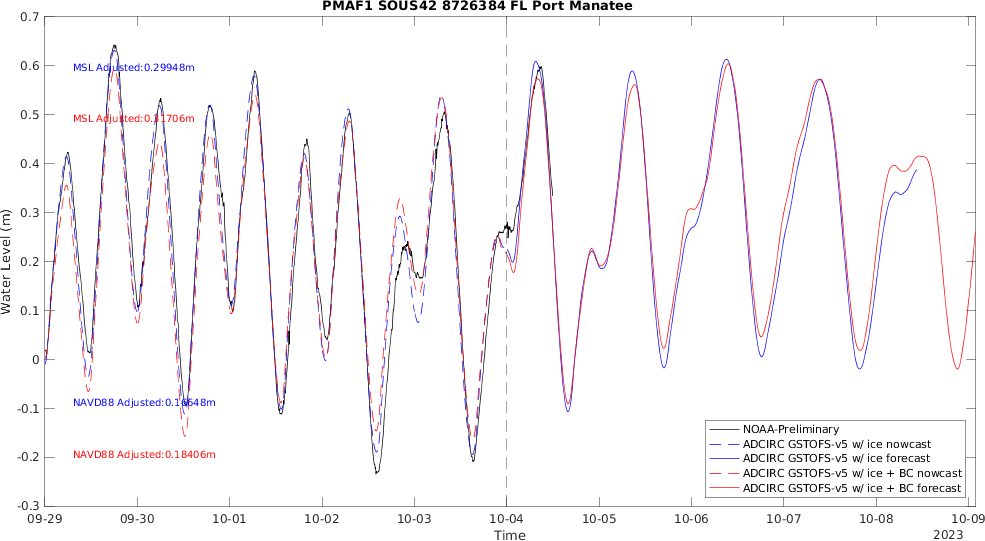 PMAF1 SOUS42 8726384 FL Port Manatee
Water Level (m)
0.7
0.6
0.5
0.4
0.3
0.2
0.1
0
-0.1
-0.2
-0.3
MSL Adjusted:0.29948m
MSL Adjusted:0.31706m
NAVD88 Adjusted:0.16648m
NAVD88 Adjusted:0.18406m
NOAA-Preliminary
ADCIRC GSTOFS-v5 w/ ice nowcast
ADCIRC GSTOFS-v5 w/ ice forecast
ADCIRC GSTOFS-v5 w/ ice + BC nowcast
ADCIRC GSTOFS-v5 w/ ice + BC forecast
09-29 09-30 10-01 10-02 10-03 10-04 10-05 10-06 10-07 10-08 10-09
Time
2023